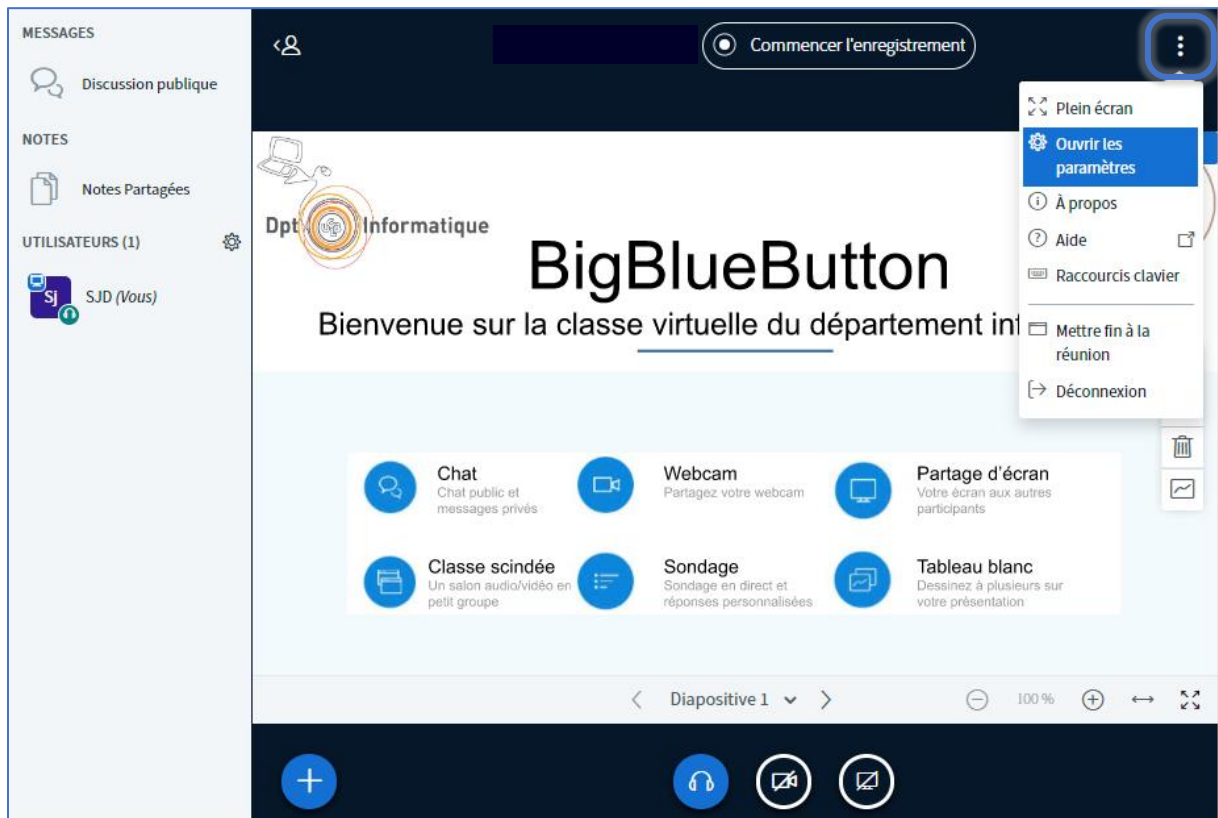 MESSAGES
Discussion publique
NOTES
Notes Partagées
UTILISATEURS (1)
Sj
SJD (Vous)
Commencer l'enregistrement
Plein écran
Ouvrir les
paramètres
À propos
Aide
Raccourcis clavier
Mettre fin à la
réunion
Déconnexion
Dpt Informatique
BigBlueButton
Bienvenue sur la classe virtuelle du département in
Chat
Chat public et
messages privés
Webcam
Partagez votre webcam
Partage d'écran
Votre écran aux autres
participants
Classe scindée
Un salon audio/vidéo en
petit groupe
Sondage
Sondage en direct et
réponses personnalisées
Tableau blanc
Dessinez à plusieurs sur
votre présentation
Diapositive 1
100 %